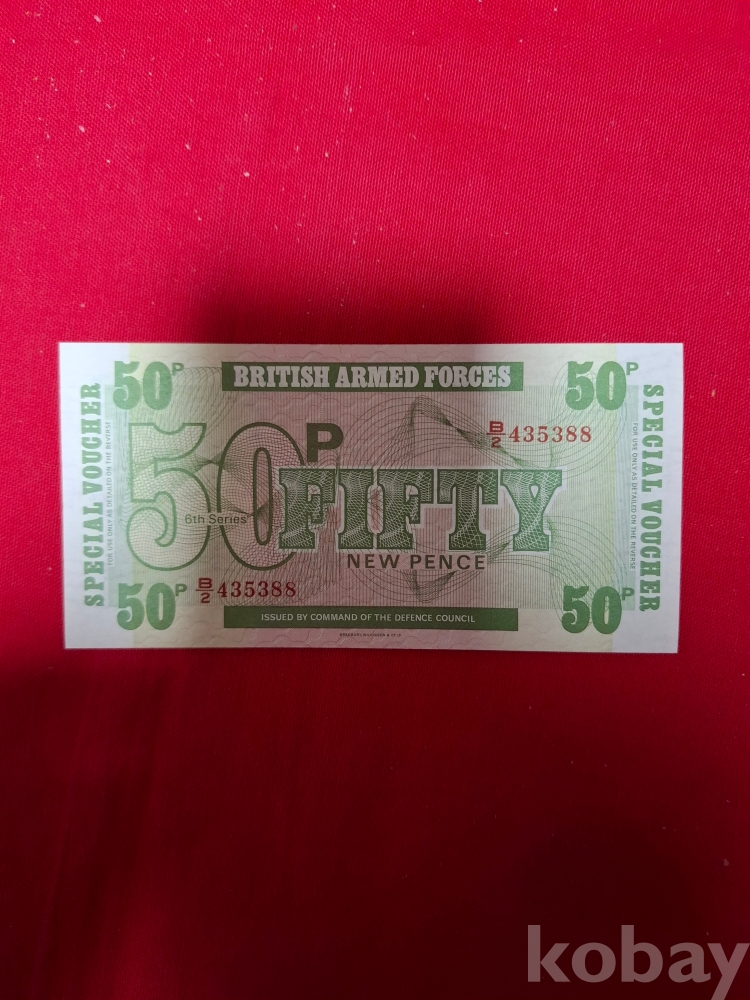 50P
BRITISH ARMED FORCES
50P
SPECIAL VOUCHER
FOR USE ONLY AS DETAILED ON THE REVERSE
50P
B/2 435388
6th Series
FIFTY
NEW PENCE
FOR USE ONLY AS DETAILED ON THE REVERSE
SPECIAL VOUCHER
50P
B/2 435388
50P
ISSUED BY COMMAND OF THE DEFENCE COUNCIL
kobay